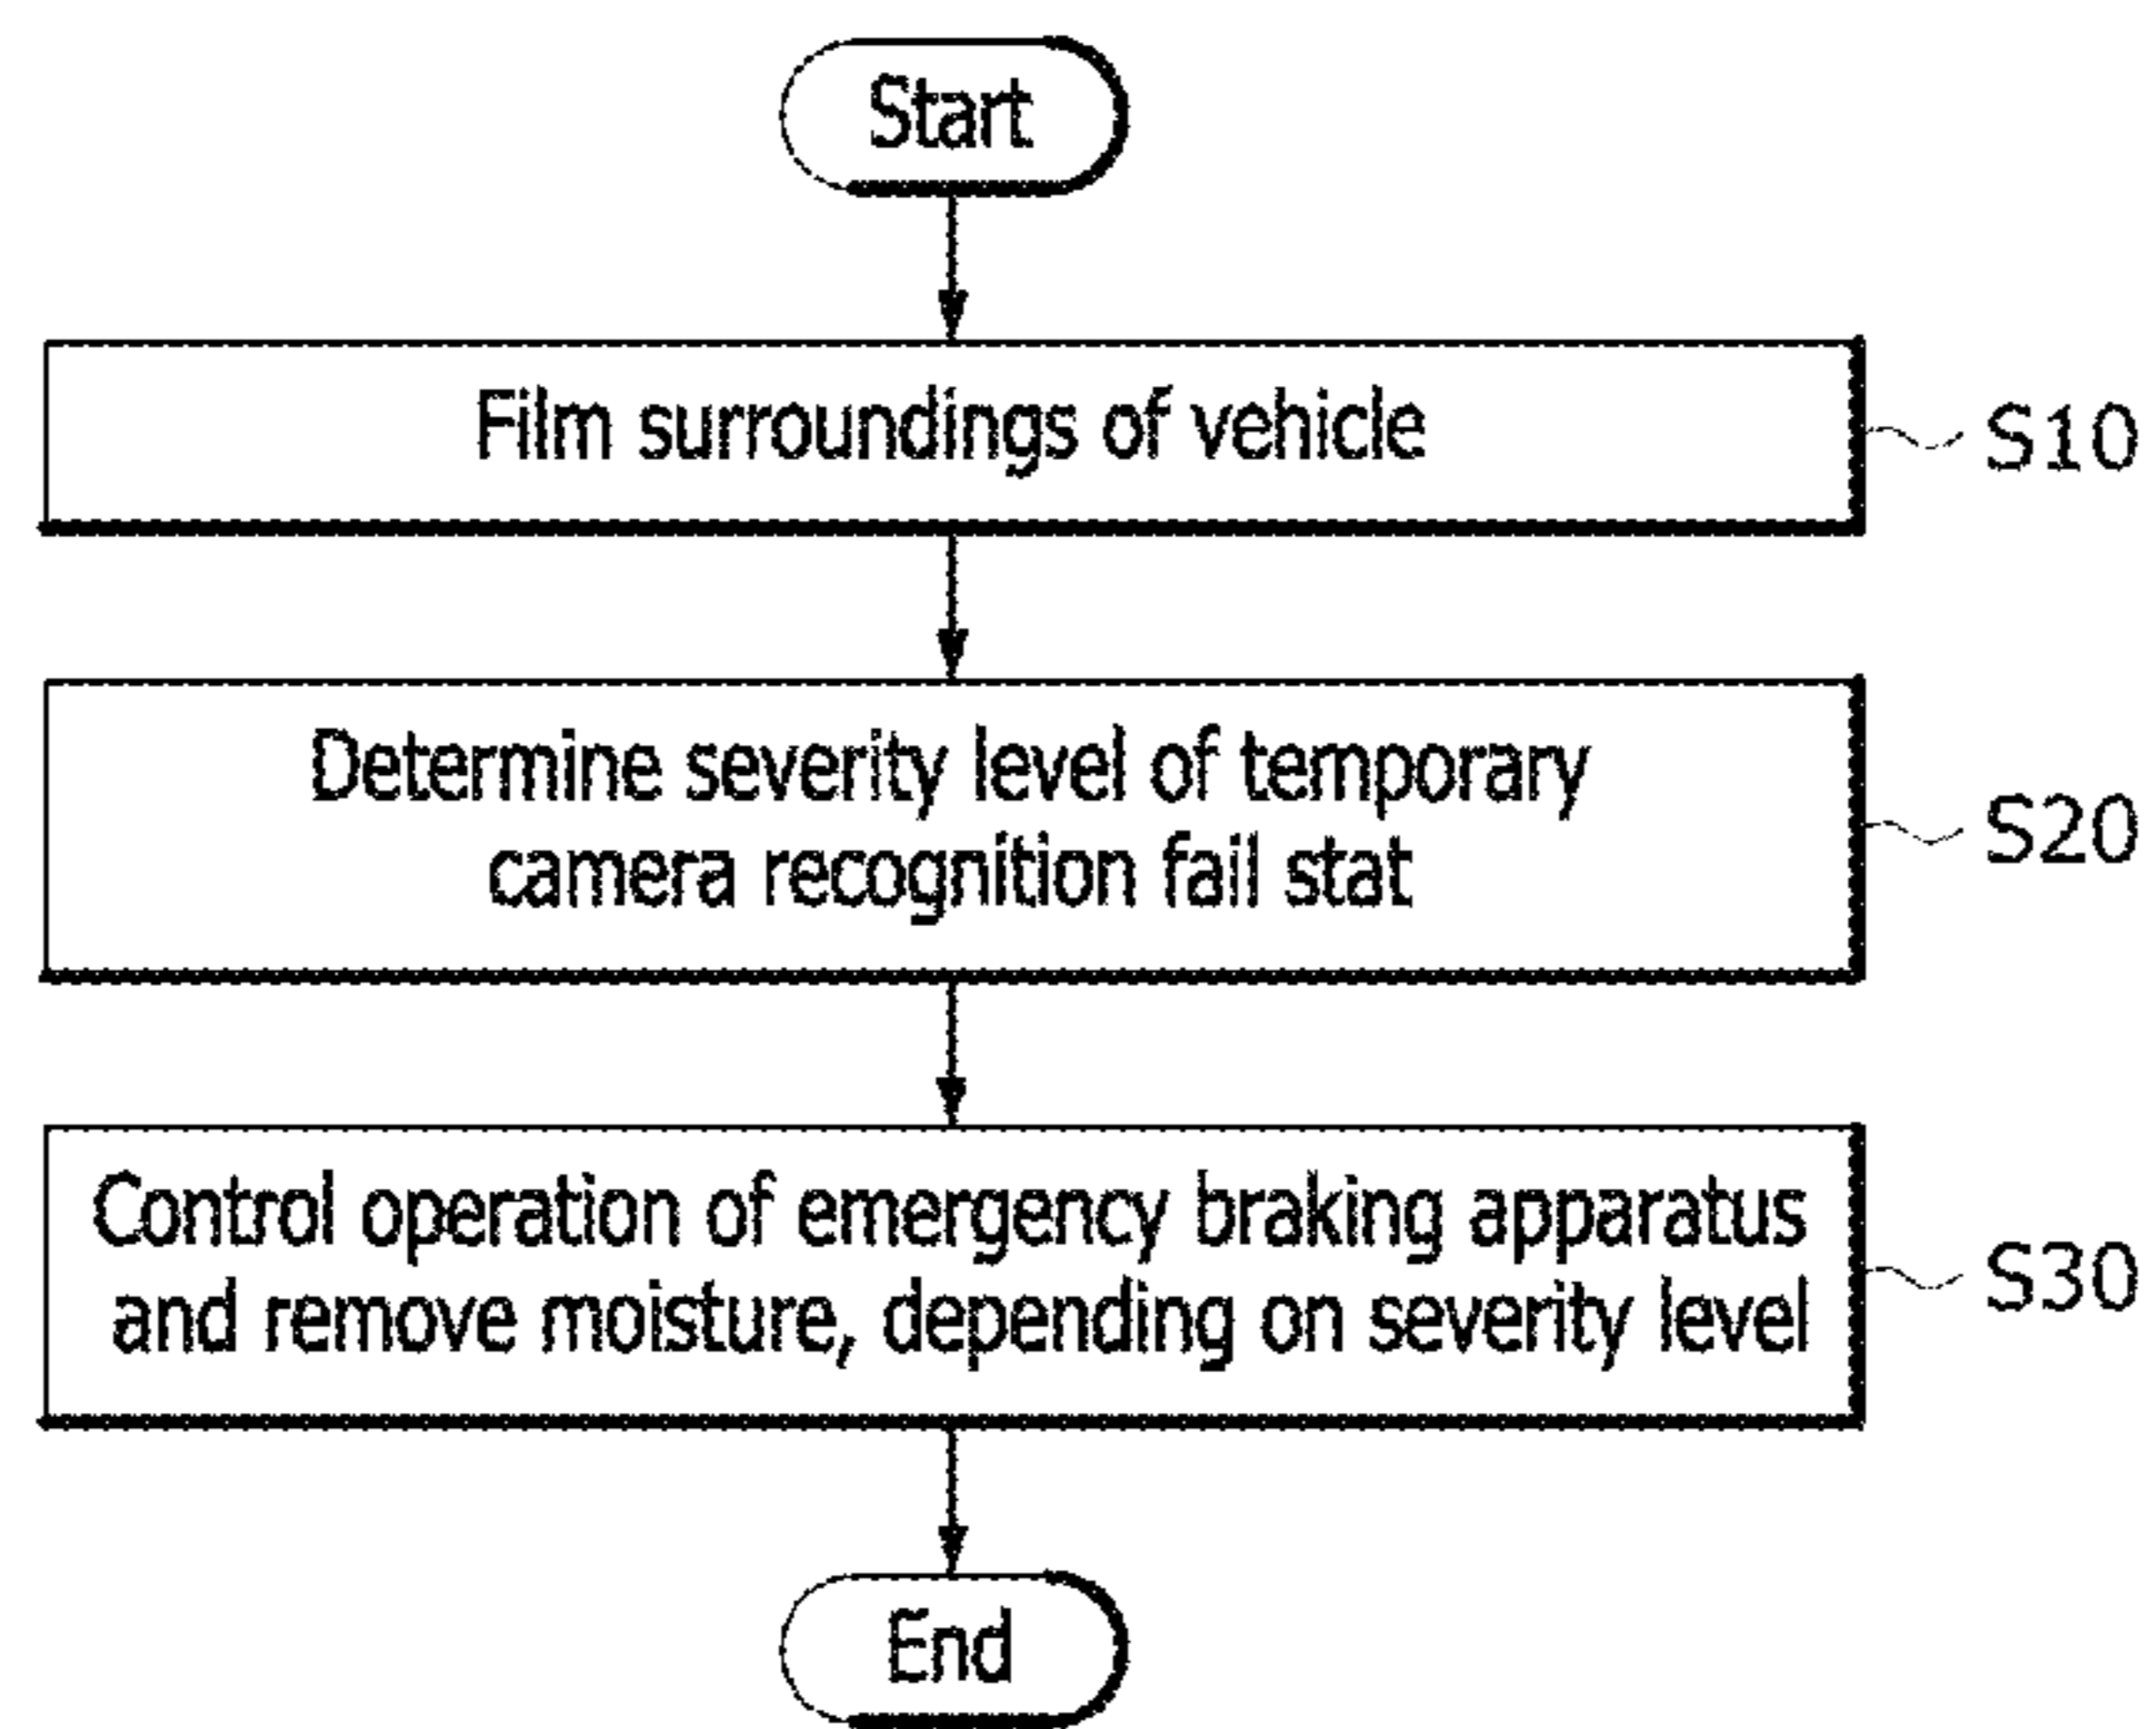 Start
Film surroundings of vehicle
S10
Determine severity level of temporary
camera recognition fail stat
S20
Control operation of emergency braking apparatus
and remove moisture, depending on severity level
S30
End